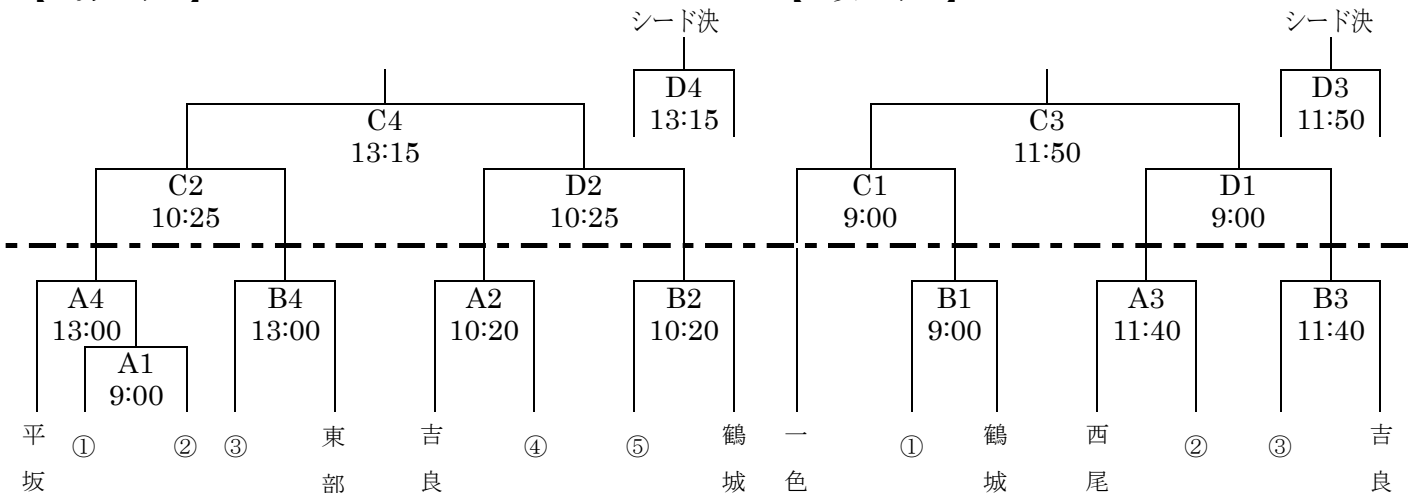 シード決 シード決
D4 D3
13:15 11:50
C4 C3
13:15 11:50
C2 D2 C1 D1
10:25 10:25 9:00 9:00
A4 B4 A2 B2 B1 A3 B3
13:00 13:00 10:20 10:20 9:00 11:40 11:40
A1
9:00
平坂 ① ② ③ 東部 吉良 ④ ⑤ 鶴城 一色 ① 鶴城 西尾 ② ③ 吉良